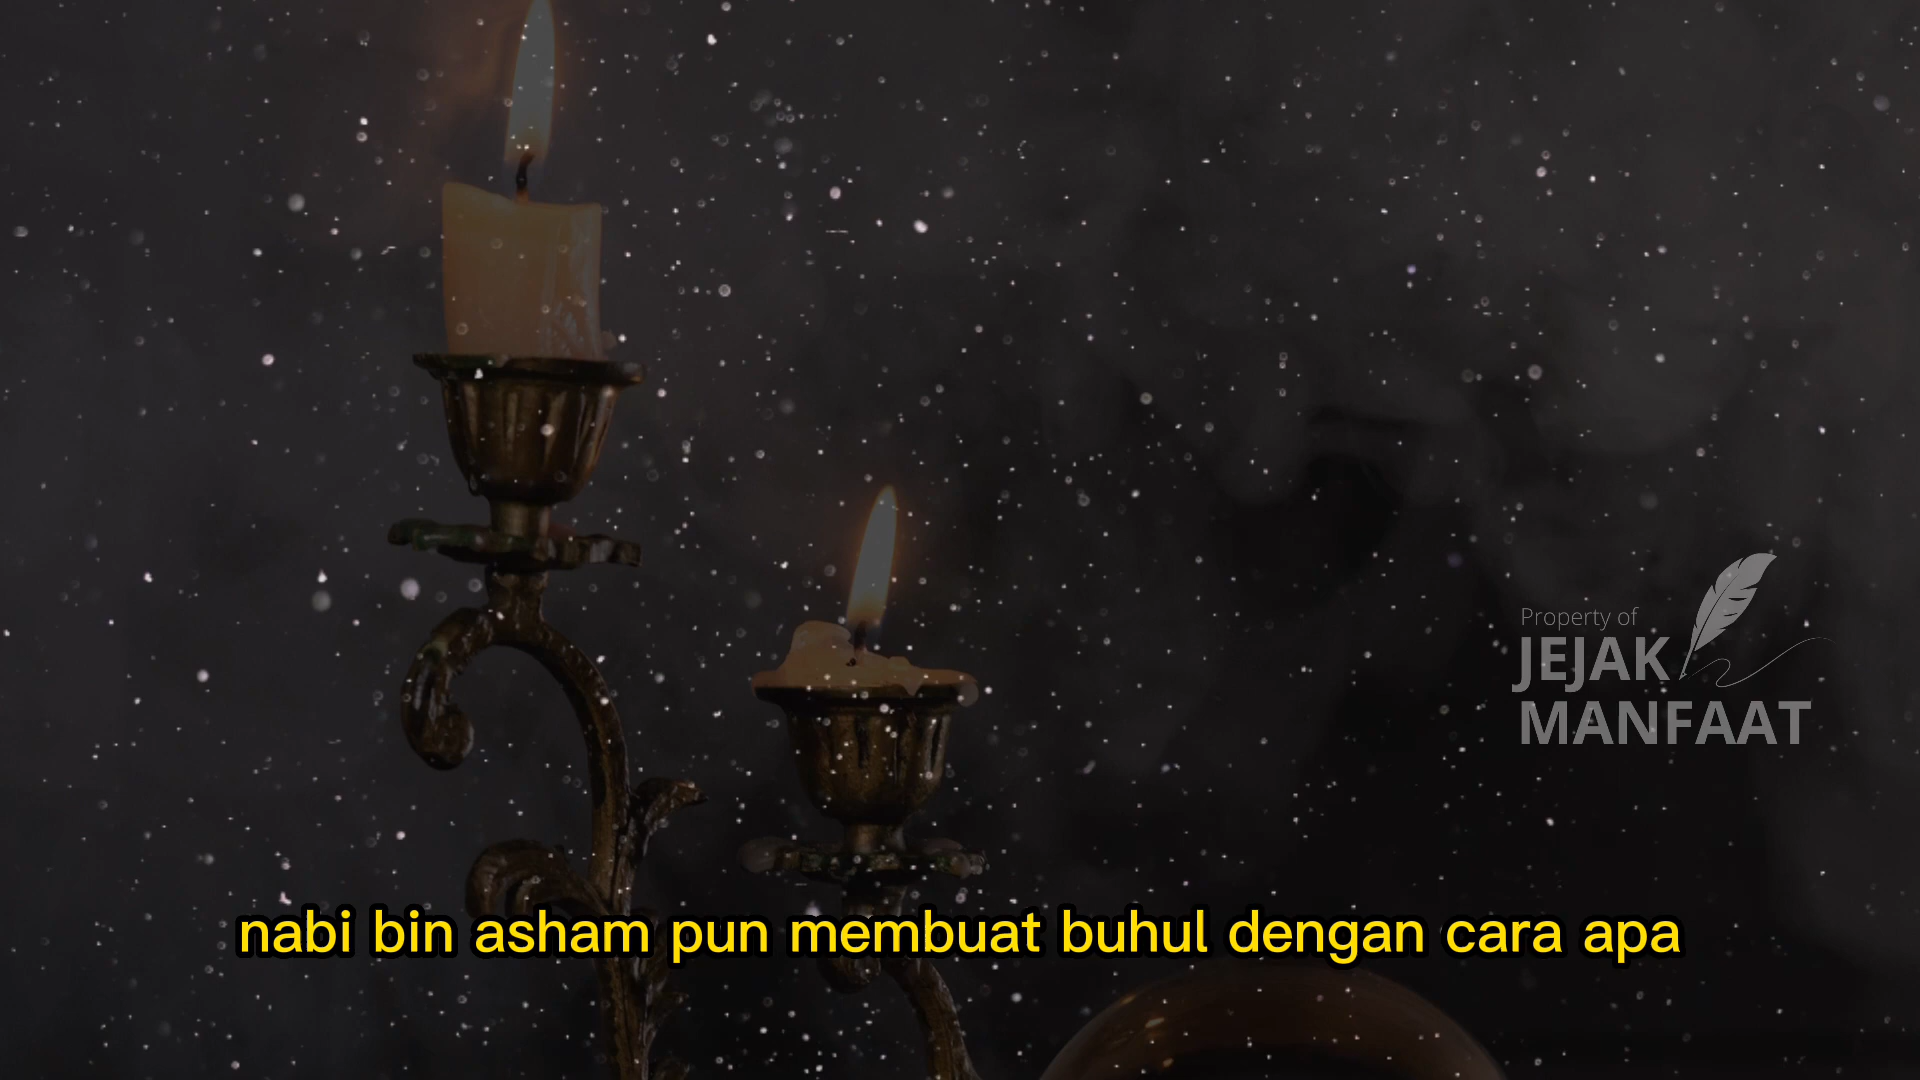 Property of
JEJAK
MANFAAT
nabi bin asham pun membuat buhul dengan cara apa